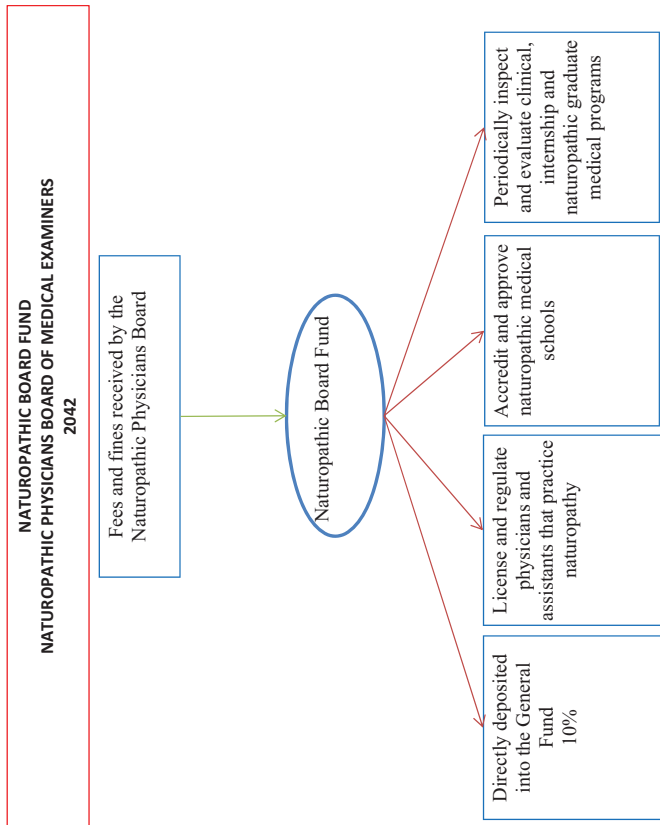 NATUROPATHIC BOARD FUND
NATUROPATHIC PHYSICIANS BOARD OF MEDICAL EXAMINERS
2042
Fees and fines received by the
Naturopathic Physicians Board
Naturopathic Board Fund
Directly deposited
into the General
Fund
10%
License and regulate
physicians and
assistants that practice
naturopathy
Accredit and approve
naturopathic medical
schools
Periodically inspect
and evaluate clinical,
internship and
naturopathic graduate
medical programs